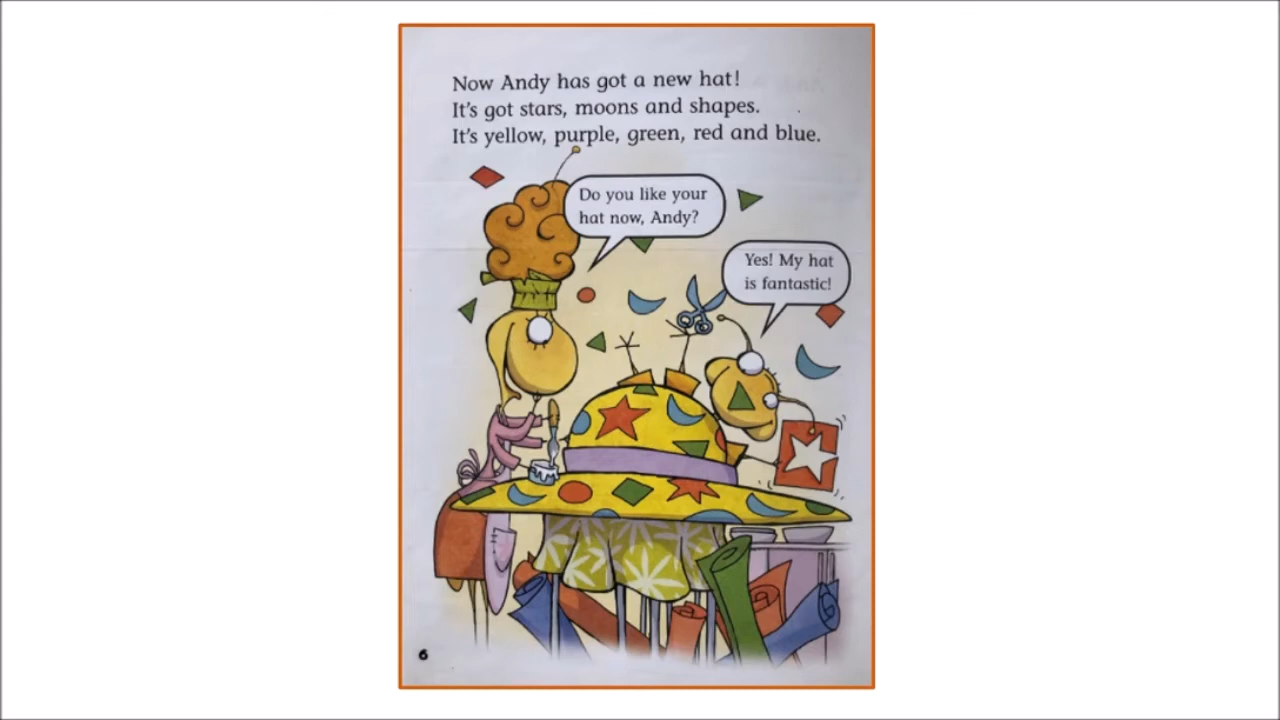 Now Andy has got a new hat!
It's got stars, moons and shapes.
It's yellow, purple, green, red and blue.
Do you like your
hat now, Andy?
Yes! My hat
is fantastic!
6